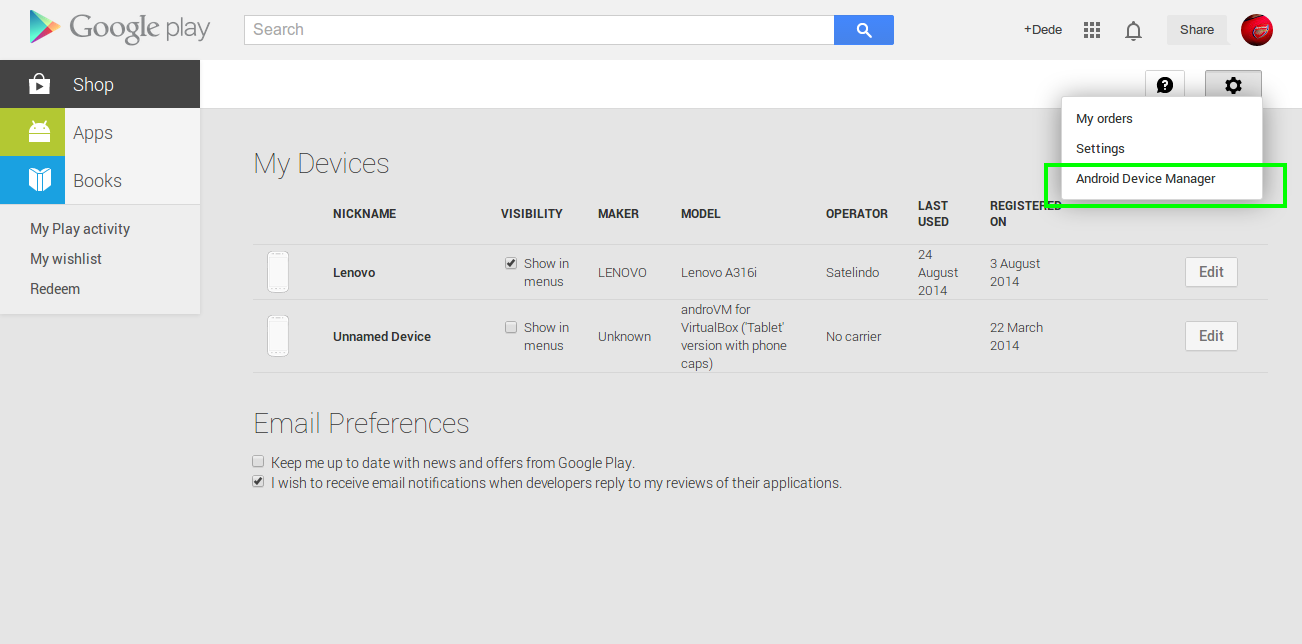 Google play
Search
+Dede
Share
Shop
Apps
Books
My Play activity
My wishlist
Redeem
My orders
Settings
Android Device Manager
My Devices
NICKNAME VISIBILITY MAKER MODEL OPERATOR LAST USED REGISTERED ON
Lenovo Show in menus LENOVO Lenovo A316i Satelindo 24 August 2014 3 August 2014 Edit
Unnamed Device Show in menus Unknown androVM for VirtualBox ('Tablet' version with phone caps) No carrier 22 March 2014 Edit
Email Preferences
Keep me up to date with news and offers from Google Play.
I wish to receive email notifications when developers reply to my reviews of their applications.